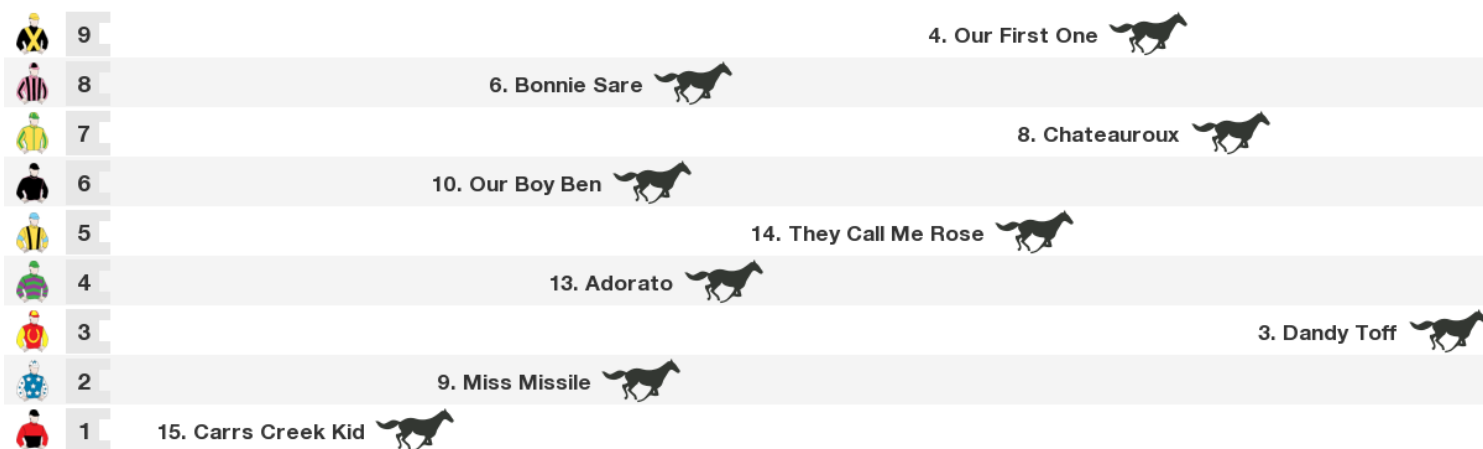 9 4. Our First One
8 6. Bonnie Sare
7 8. Chateauroux
6 10. Our Boy Ben
5 14. They Call Me Rose
4 13. Adorato
3 3. Dandy Toff
2 9. Miss Missile
1 15. Carrs Creek Kid